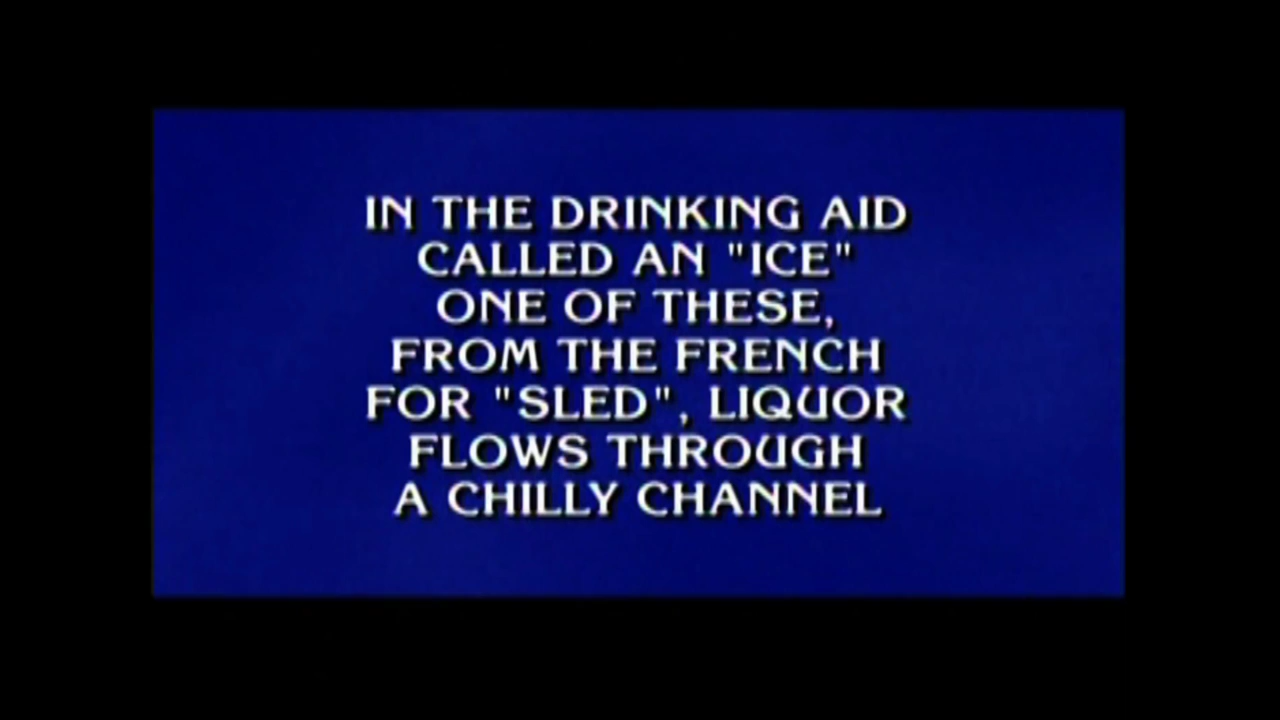 IN THE DRINKING AID
CALLED AN "ICE"
ONE OF THESE,
FROM THE FRENCH
FOR "SLED", LIQUOR
FLOWS THROUGH
A CHILLY CHANNEL